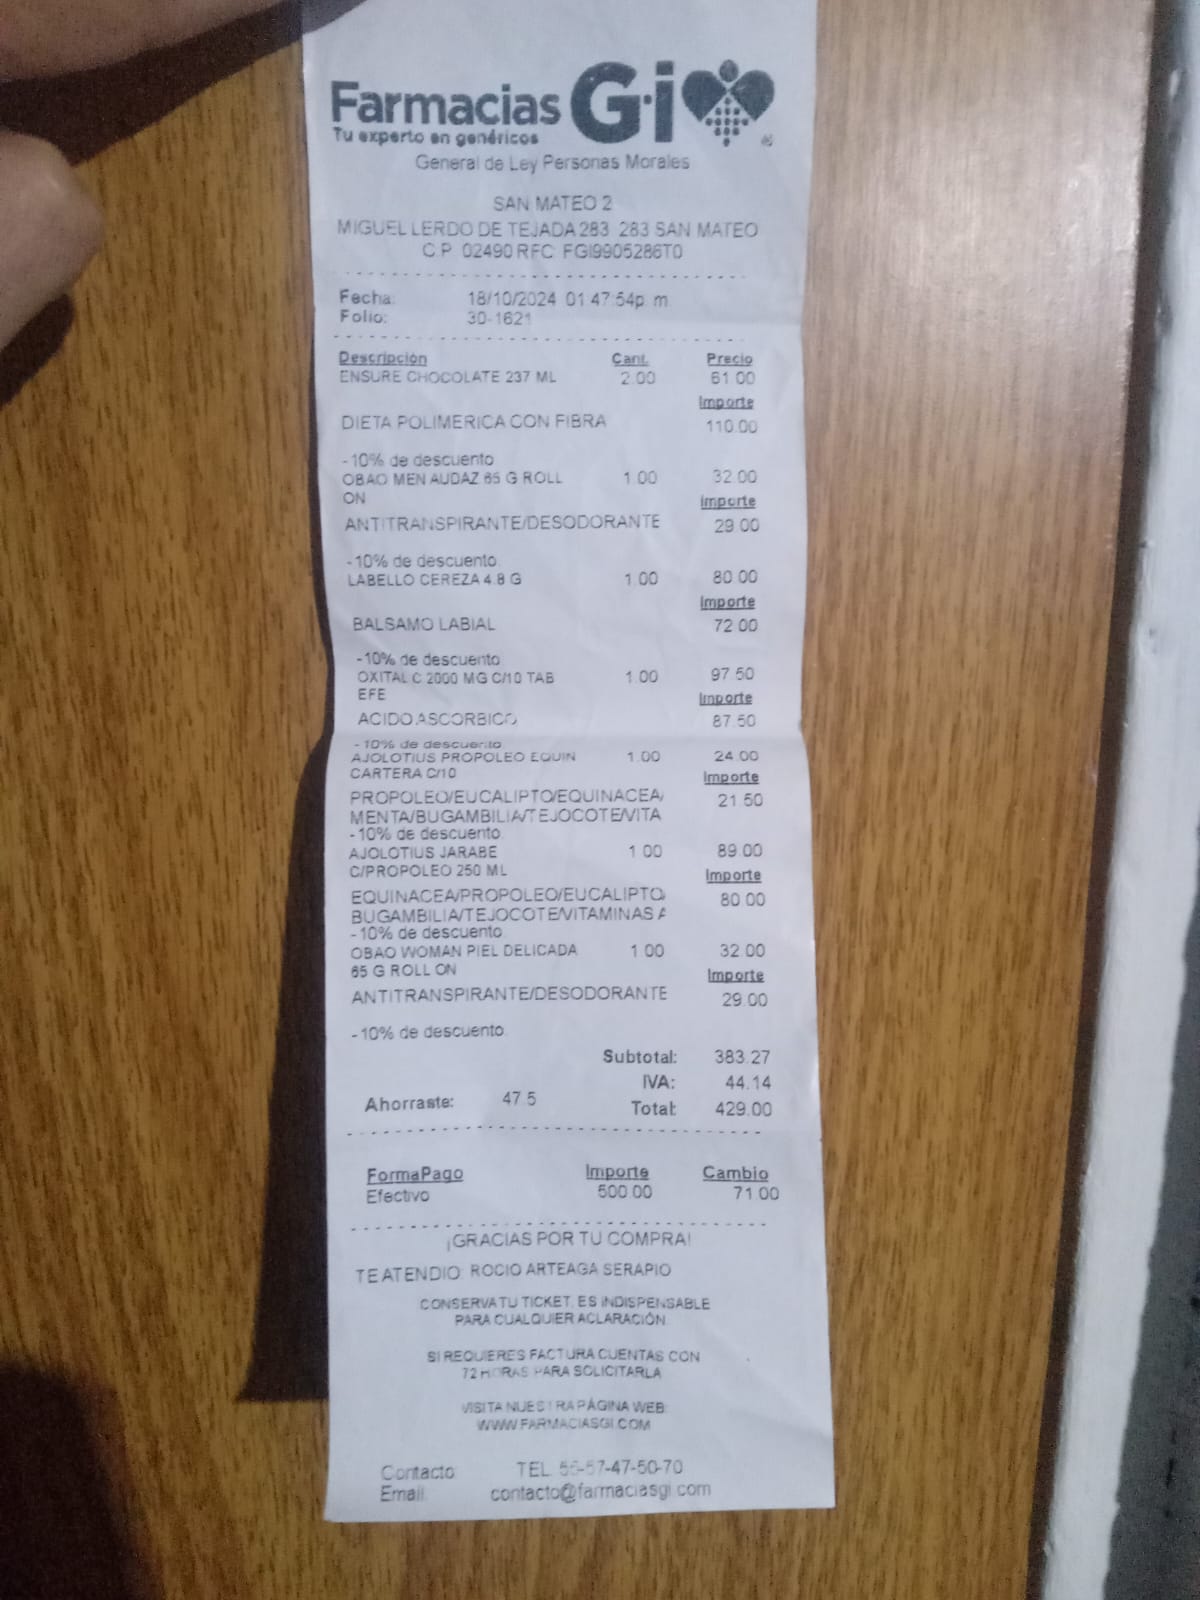 Farmacias G·i
Tu experto en genéricos
General de Ley Personas Morales
SAN MATEO 2
MIGUEL LERDO DE TEJADA 283 283 SAN MATEO
C.P. 02490 RFC: FGI9905286T0
Fecha: 18/10/2024 01:47:54p. m.
Folio: 30-1621
Descripción Cant. Precio
ENSURE CHOCOLATE 237 ML 2.00 61.00
Importe
DIETA POLIMERICA CON FIBRA 110.00
-10% de descuento
OBAO MEN AUDAZ 65 G ROLL 1.00 32.00
ON Importe
ANTITRANSPIRANTE/DESODORANTE 29.00
-10% de descuento
LABELLO CEREZA 4.8 G 1.00 80.00
Importe
BALSAMO LABIAL 72.00
-10% de descuento
OXITAL C 2000 MG C/10 TAB 1.00 97.50
EFE Importe
ACIDO ASCORBICO 87.50
-10% de descuento
AJOLOTIUS PROPOLEO EQUIN 1.00 24.00
CARTERA C/10 Importe
PROPOLEO/EUCALIPTO/EQUINACEA/ 21.50
MENTA/BUGAMBILIA/TEJOCOTE/VITA
-10% de descuento
AJOLOTIUS JARABE 1.00 89.00
C/PROPOLEO 250 ML Importe
EQUINACEA/PROPOLEO/EUCALIPTO/ 80.00
BUGAMBILIA/TEJOCOTE/VITAMINAS A
-10% de descuento
OBAO WOMAN PIEL DELICADA 1.00 32.00
65 G ROLL ON Importe
ANTITRANSPIRANTE/DESODORANTE 29.00
-10% de descuento
Subtotal: 383.27
IVA: 44.14
Ahorraste: 47.5 Total: 429.00
FormaPago Importe Cambio
Efectivo 500.00 71.00
¡GRACIAS POR TU COMPRA!
TE ATENDIO: ROCIO ARTEAGA SERAPIO
CONSERVA TU TICKET, ES INDISPENSABLE
PARA CUALQUIER ACLARACIÓN.
SI REQUIERES FACTURA CUENTAS CON
72 HORAS PARA SOLICITARLA
VISITA NUESTRA PÁGINA WEB:
WWW.FARMACIASGI.COM
Contacto: TEL. 55-57-47-50-70
Email: contacto@farmaciasgi.com